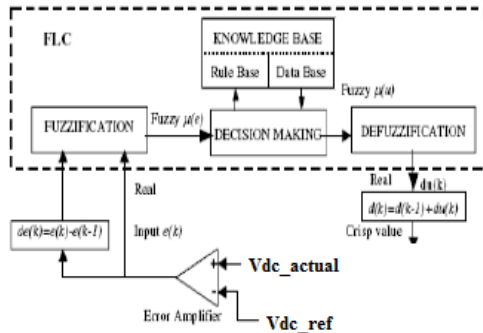 FLC
KNOWLEDGE BASE
Rule Base
Data Base
Fuzzy μ(u)
FUZZIFICATION
Fuzzy μ(e)
DECISION MAKING
DEFUZZIFICATION
Real
Real
du(k)
de(k)=e(k)-e(k-1)
Input e(k)
d(k)=d(k-1)+du(k)
Crisp value
+
Vdc_actual
-
Error Amplifier
Vdc_ref